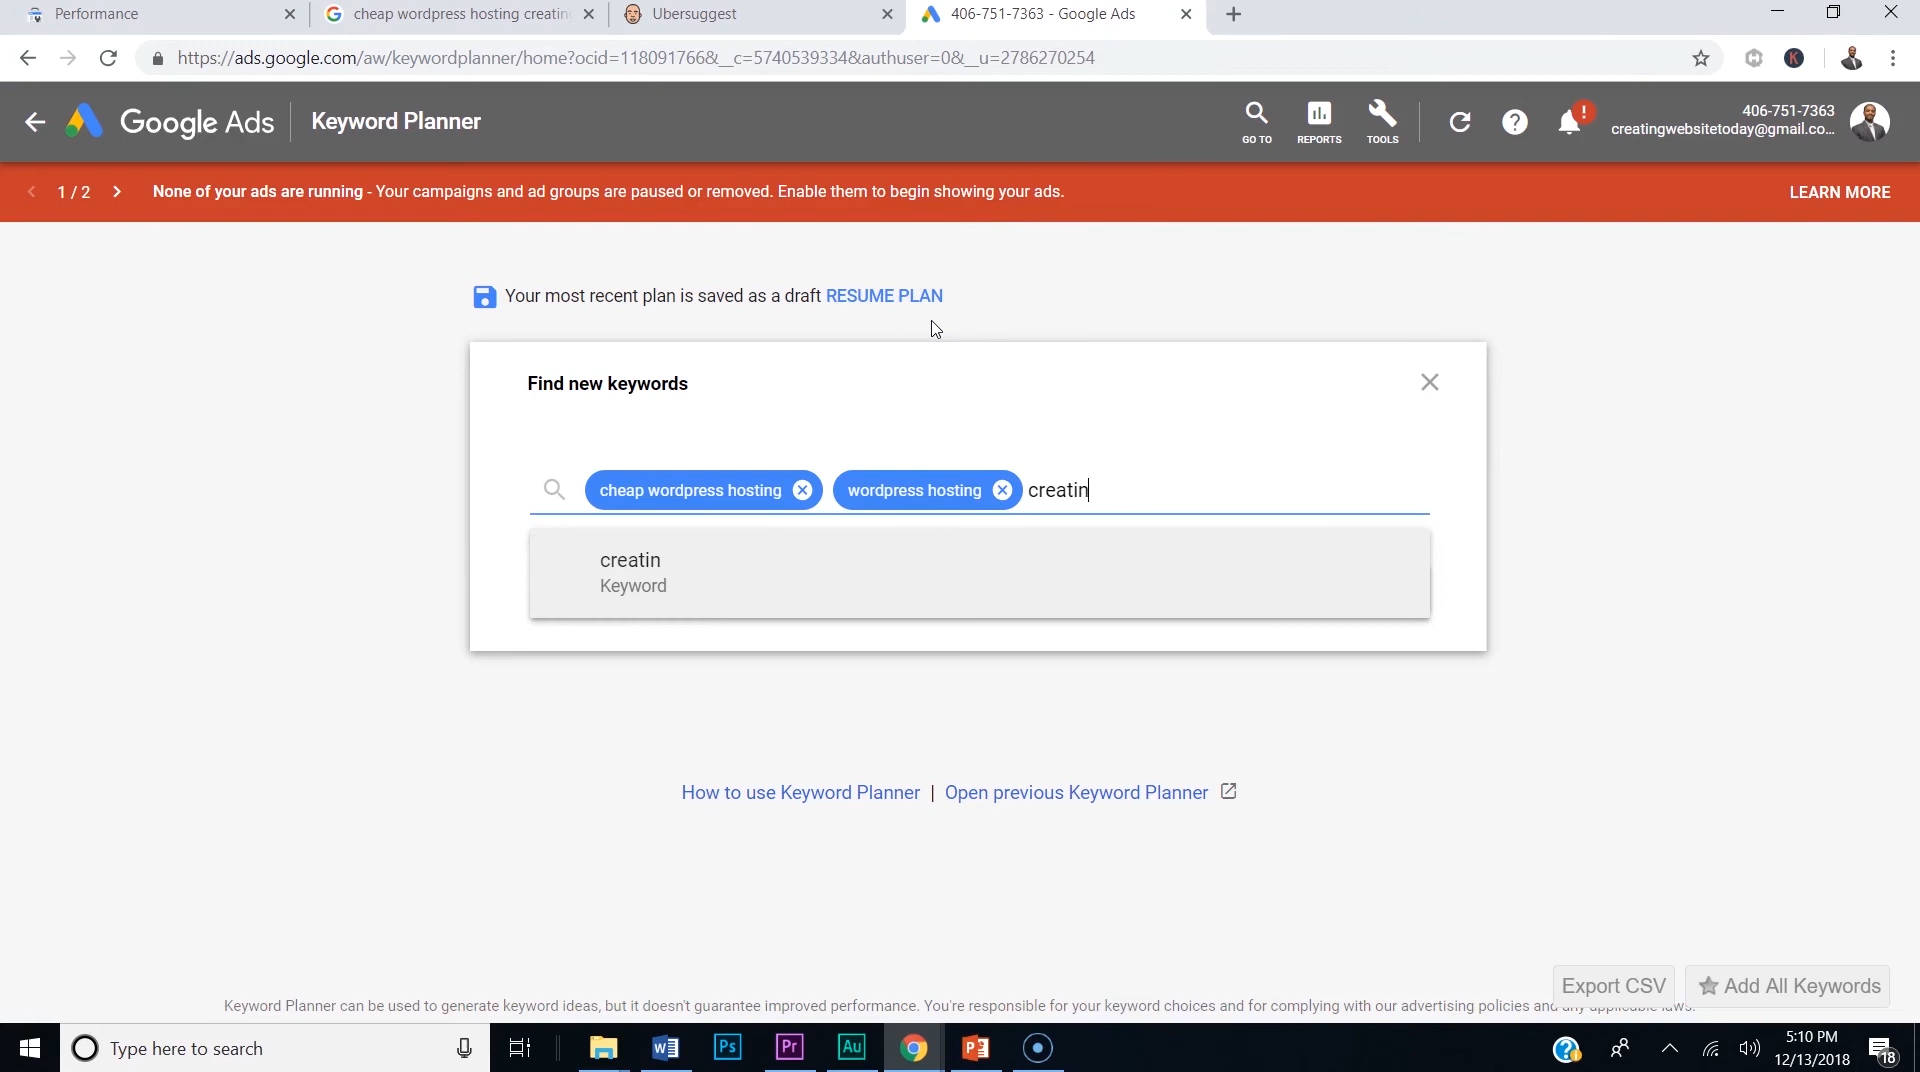 Performance
cheap wordpress hosting creatin
Ubersuggest
406-751-7363 - Google Ads
https://ads.google.com/aw/keywordplanner/home?ocid=118091766&__c=5740539334&authuser=0&__u=2786270254
Google Ads
Keyword Planner
GO TO
REPORTS
TOOLS
406-751-7363
creatingwebsitetoday@gmail.co...
1 / 2
None of your ads are running - Your campaigns and ad groups are paused or removed. Enable them to begin showing your ads.
LEARN MORE
Your most recent plan is saved as a draft RESUME PLAN
Find new keywords
cheap wordpress hosting
wordpress hosting
creatin
creatin
Keyword
How to use Keyword Planner | Open previous Keyword Planner
Export CSV
Add All Keywords
Keyword Planner can be used to generate keyword ideas, but it doesn't guarantee improved performance. You're responsible for your keyword choices and for complying with our advertising policies and any applicable laws.
Type here to search
W
Ps
Pr
Au
P
5:10 PM
12/13/2018
18